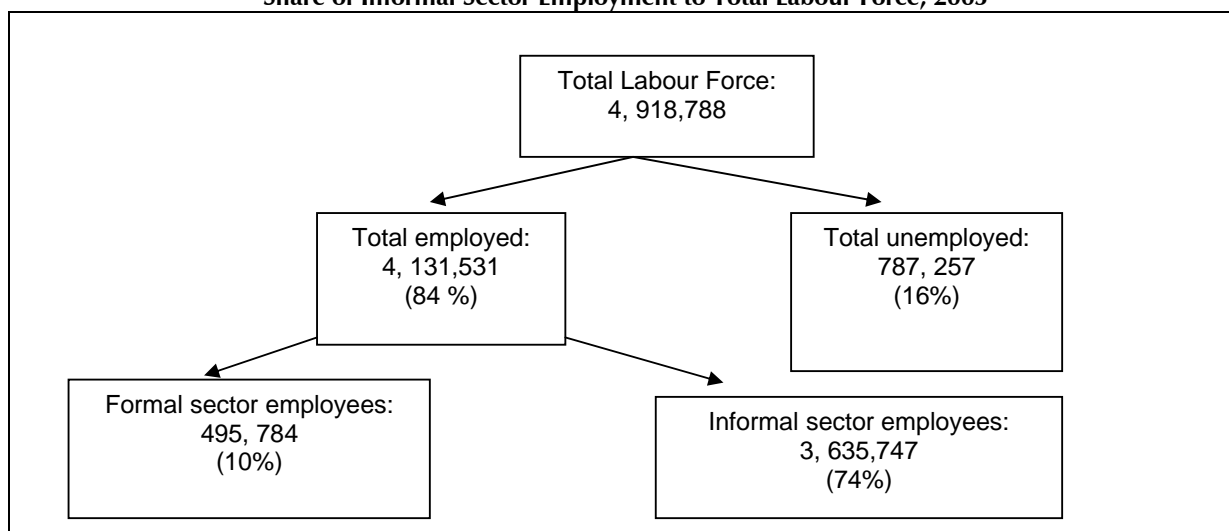 Share of Informal Sector Employment to Total Labour Force, 2005
Total Labour Force:
4, 918,788
Total employed:
4, 131,531
(84 %)
Total unemployed:
787, 257
(16%)
Formal sector employees:
495, 784
(10%)
Informal sector employees:
3, 635,747
(74%)